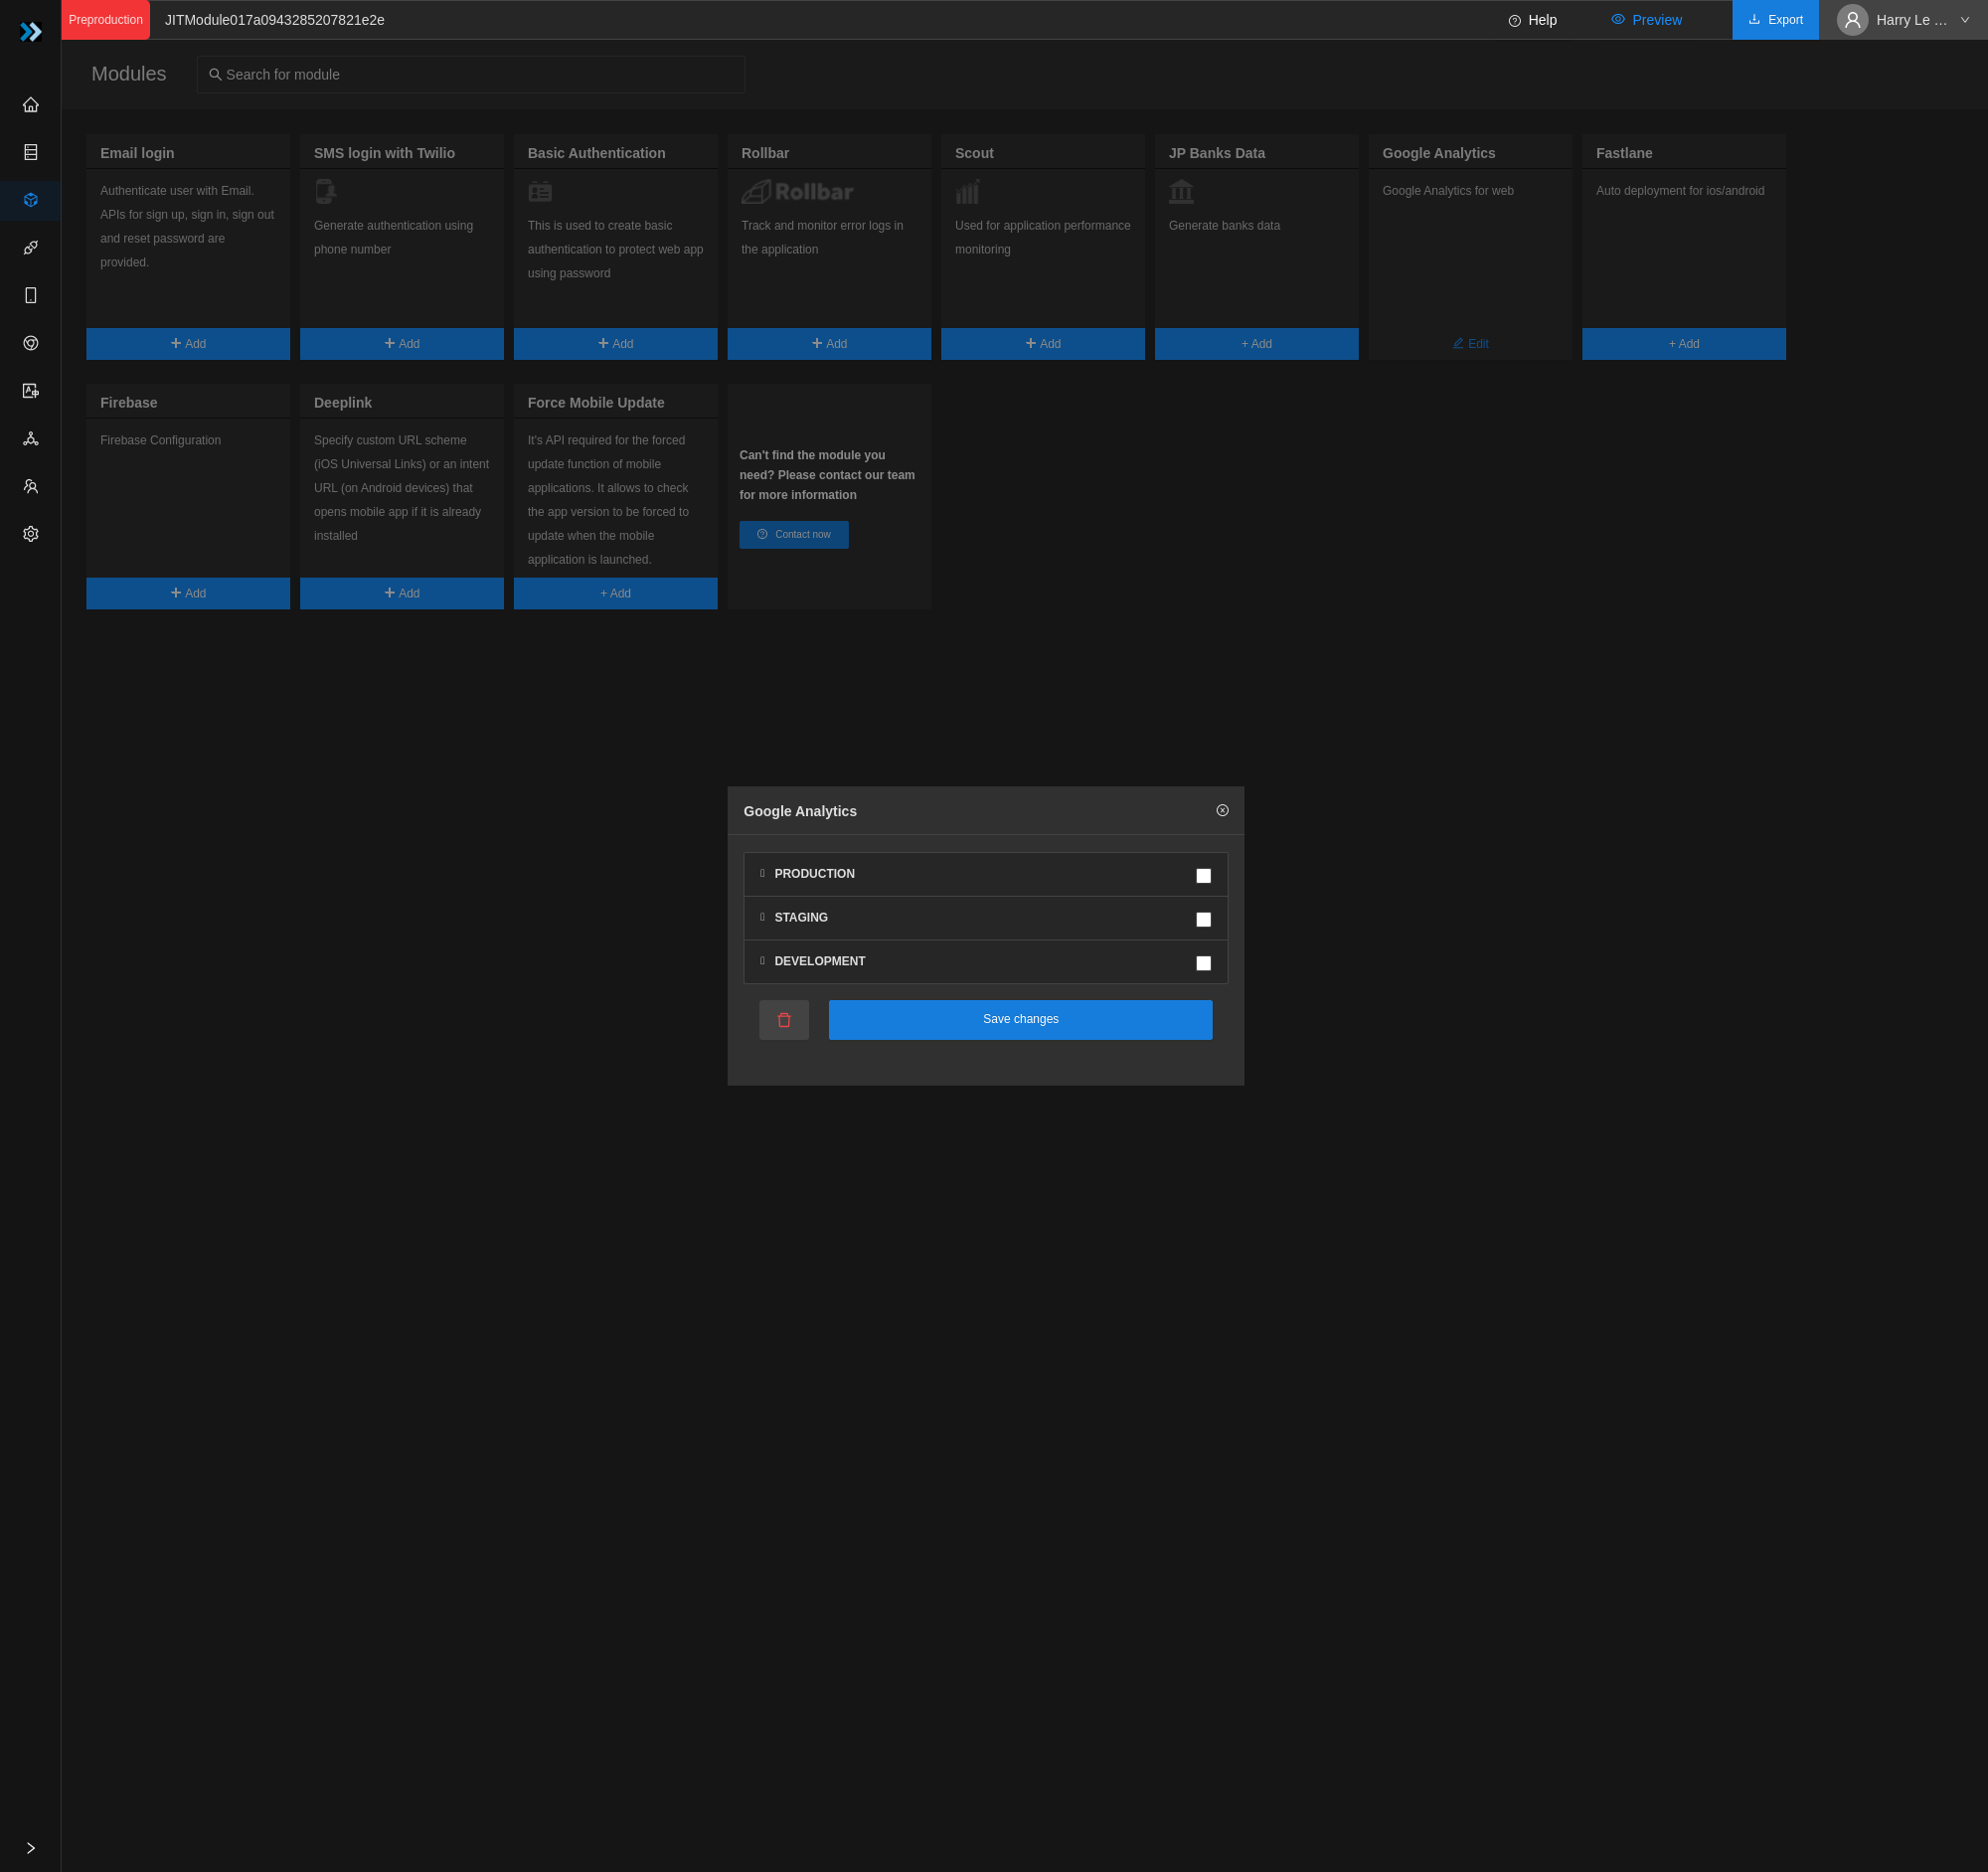 Preproduction
JITModule017a0943285207821e2e
Help
Preview
Export
Harry Le ...
Modules
Search for module
Email login
Authenticate user with Email.
APIs for sign up, sign in, sign out
and reset password are
provided.
Add
SMS login with Twilio
Generate authentication using
phone number
Add
Basic Authentication
This is used to create basic
authentication to protect web app
using password
Add
Rollbar
Rollbar
Track and monitor error logs in
the application
Add
Scout
Used for application performance
monitoring
Add
JP Banks Data
Generate banks data
+ Add
Google Analytics
Google Analytics for web
Edit
Fastlane
Auto deployment for ios/android
+ Add
Firebase
Firebase Configuration
Add
Deeplink
Specify custom URL scheme
(iOS Universal Links) or an intent
URL (on Android devices) that
opens mobile app if it is already
installed
Add
Force Mobile Update
It's API required for the forced
update function of mobile
applications. It allows to check
the app version to be forced to
update when the mobile
application is launched.
+ Add
Can't find the module you
need? Please contact our team
for more information
Contact now
Google Analytics
PRODUCTION
STAGING
DEVELOPMENT
Save changes